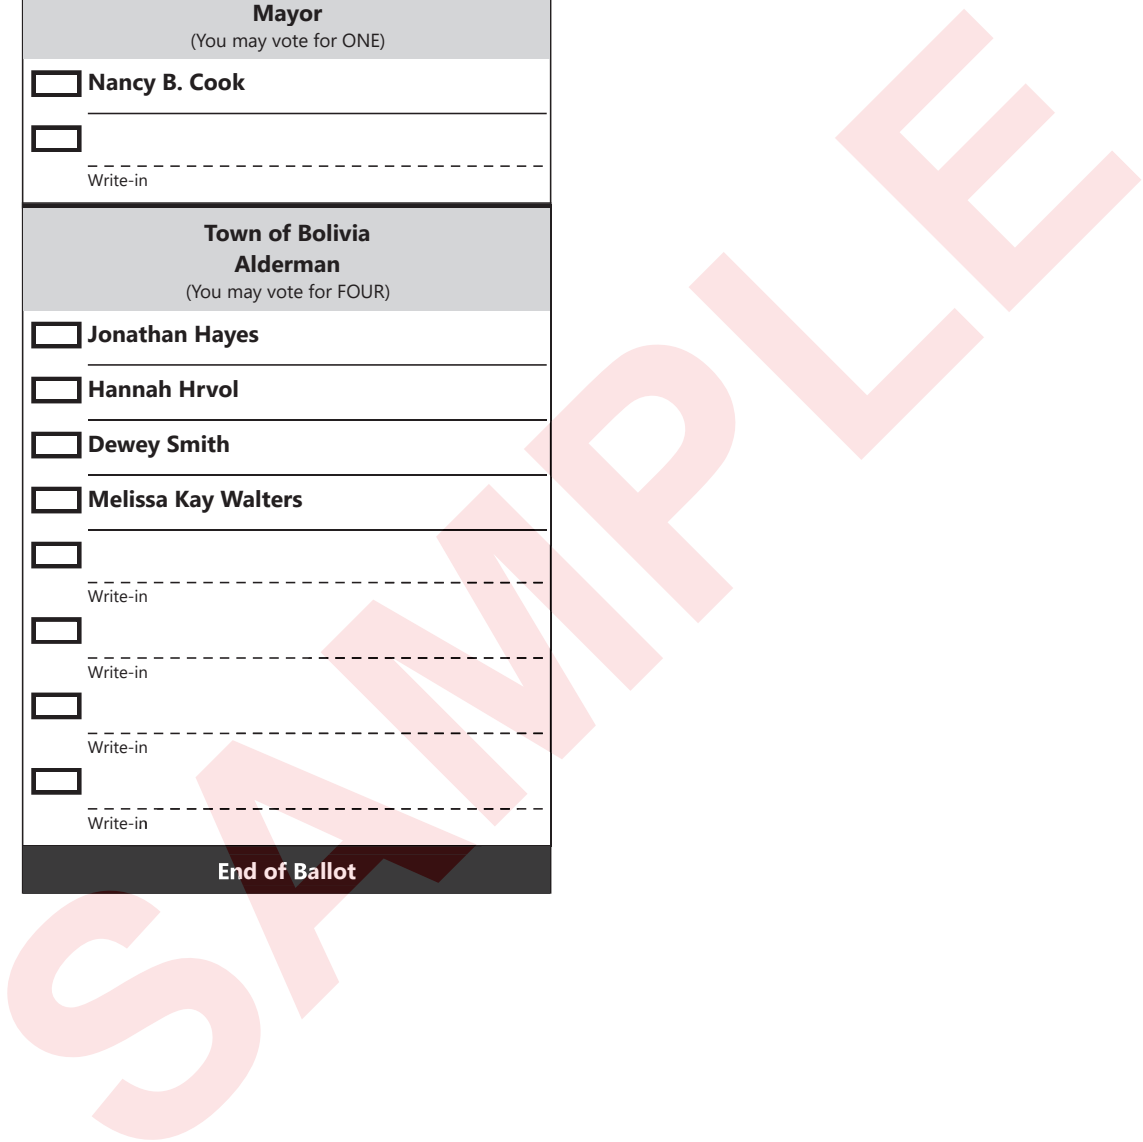 Mayor
(You may vote for ONE)
Nancy B. Cook
Write-in
Town of Bolivia
Alderman
(You may vote for FOUR)
Jonathan Hayes
Hannah Hrvol
Dewey Smith
Melissa Kay Walters
Write-in
Write-in
Write-in
Write-in
End of Ballot
SAMPLE